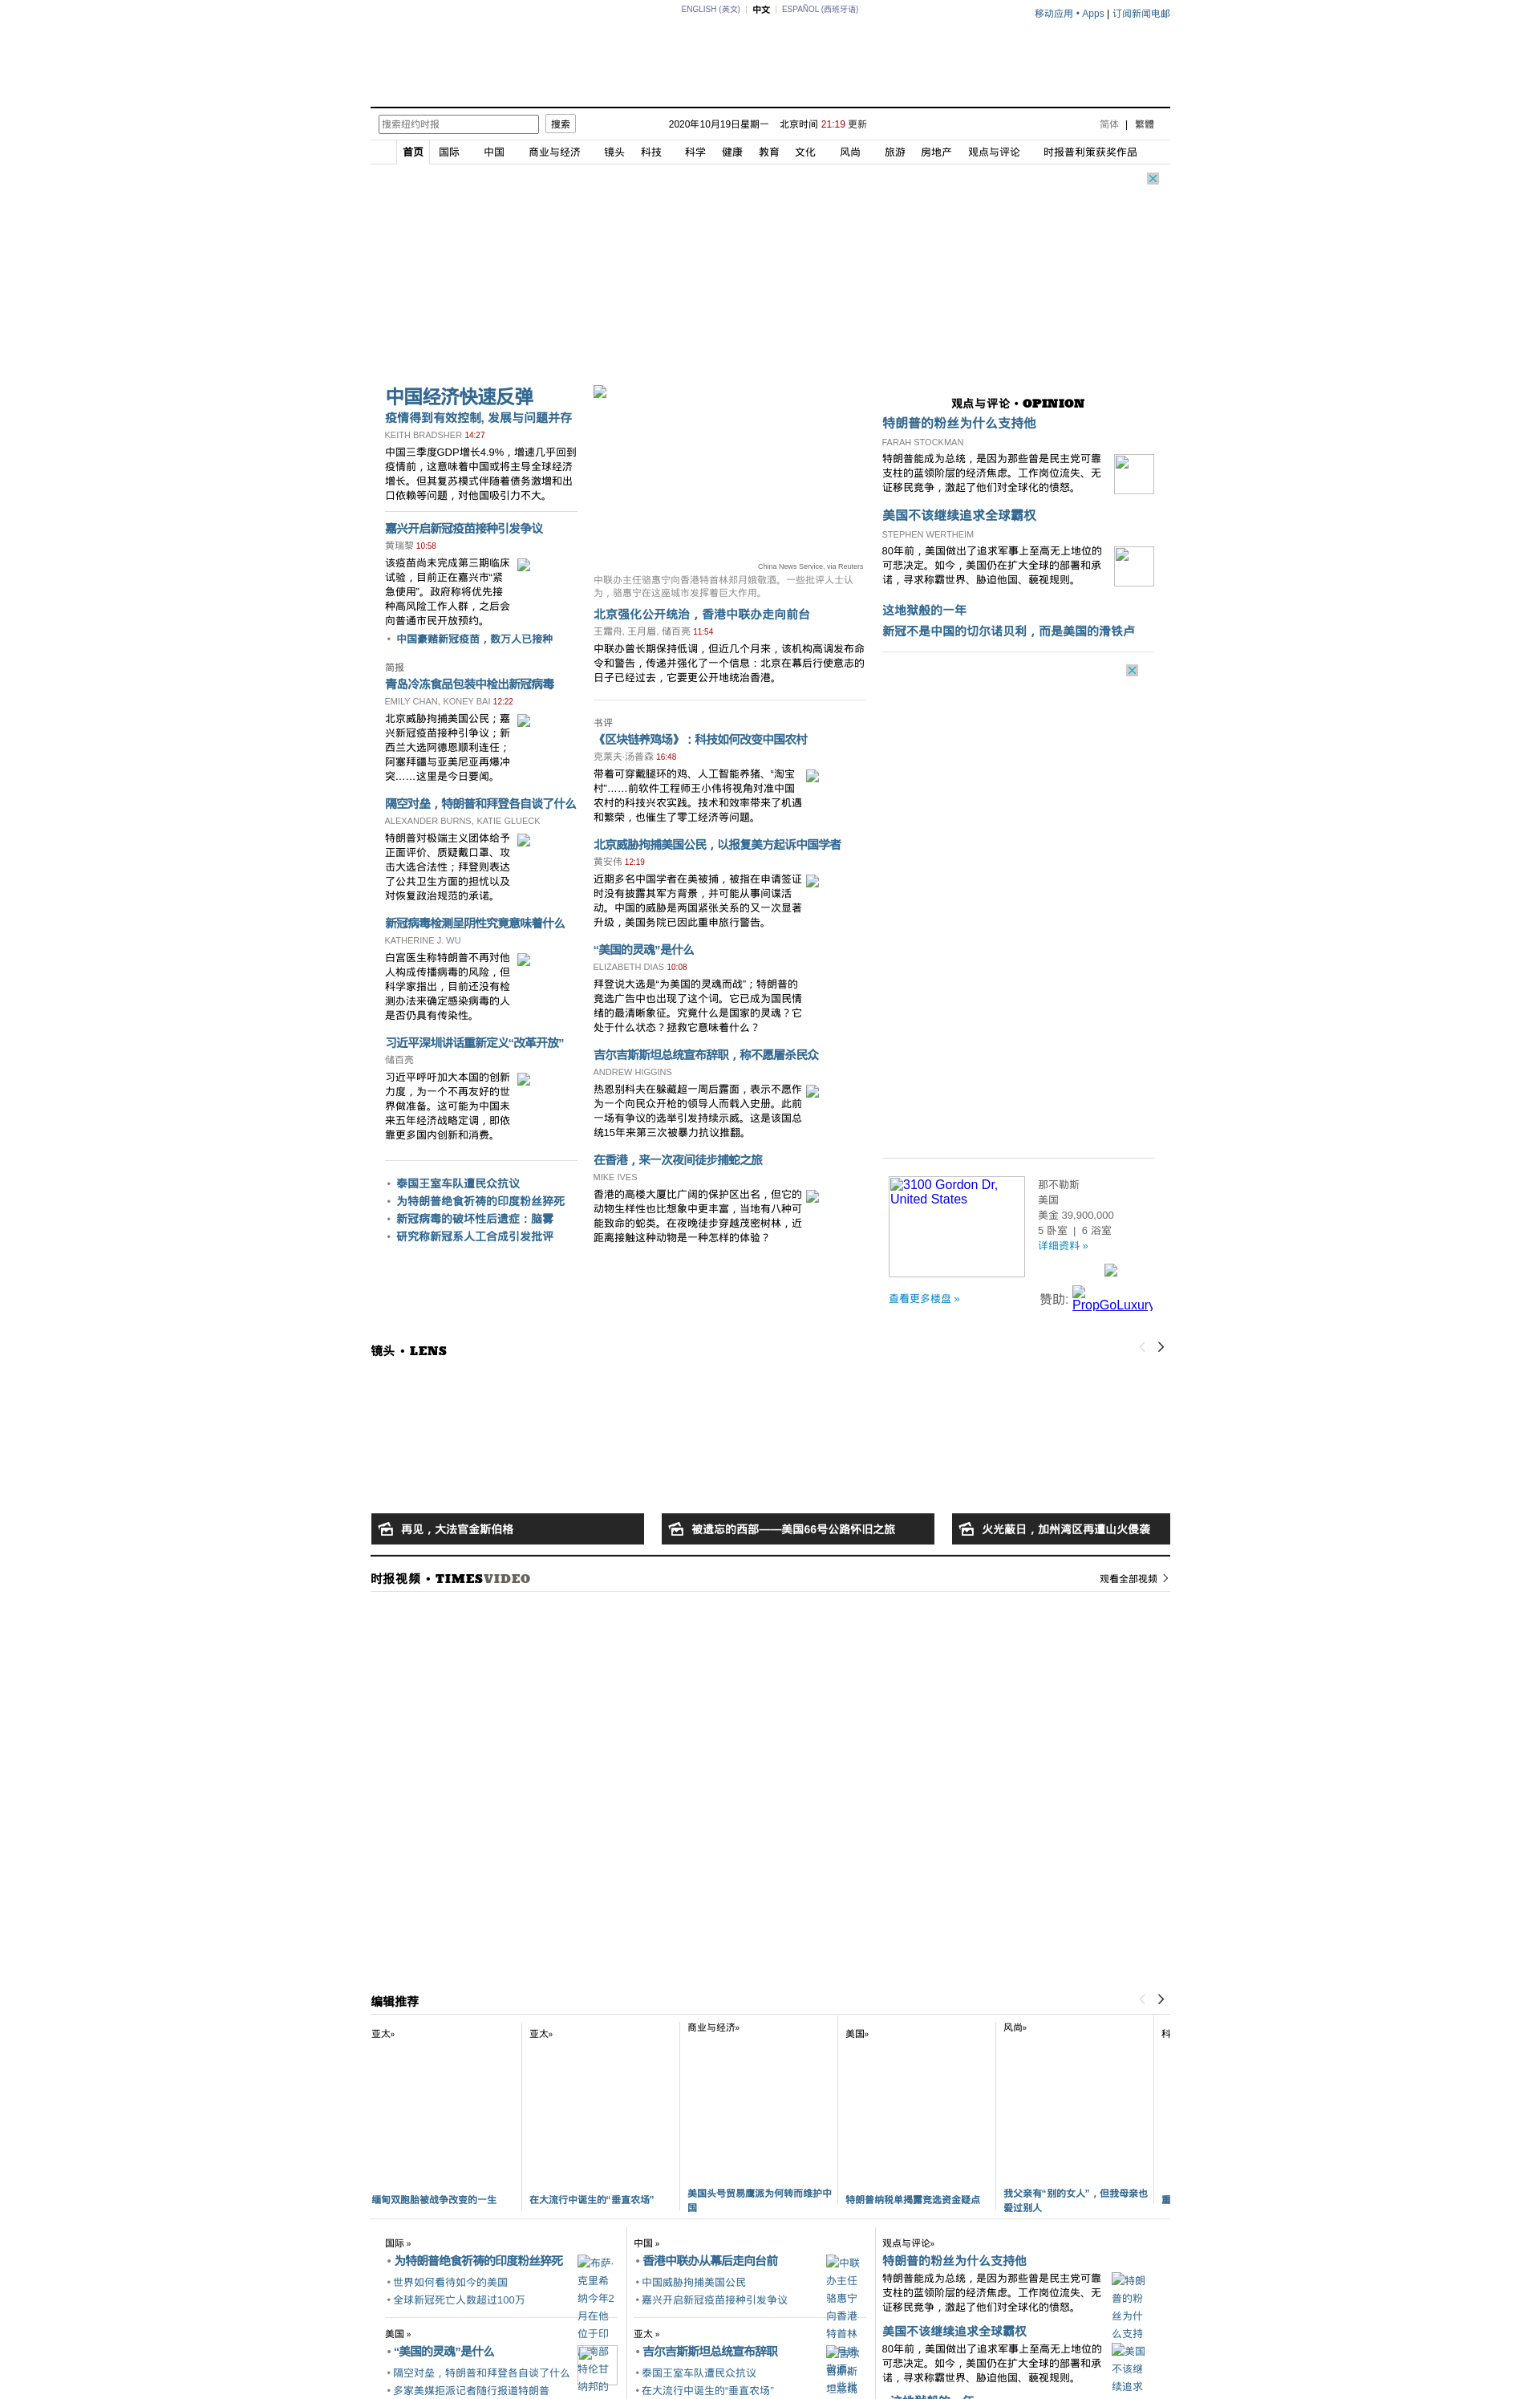 ENGLISH (英文) | 中文 | ESPAÑOL (西班牙语)
移动应用 • Apps | 订阅新闻电邮
搜索纽约时报 搜索 2020年10月19日星期一 北京时间 21:19 更新 简体 | 繁體
首页 国际 中国 商业与经济 镜头 科技 科学 健康 教育 文化 风尚 旅游 房地产 观点与评论 时报普利策获奖作品
中国经济快速反弹
疫情得到有效控制, 发展与问题并存
KEITH BRADSHER 14:27
中国三季度GDP增长4.9%，增速几乎回到
疫情前，这意味着中国或将主导全球经济
增长。但其复苏模式伴随着债务激增和出
口依赖等问题，对他国吸引力不大。
嘉兴开启新冠疫苗接种引发争议
黄瑞黎 10:58
该疫苗尚未完成第三期临床
试验，目前正在嘉兴市“紧
急使用”。政府称将优先接
种高风险工作人群，之后会
向普通市民开放预约。
• 中国豪赌新冠疫苗，数万人已接种
简报
青岛冷冻食品包装中检出新冠病毒
EMILY CHAN, KONEY BAI 12:22
北京威胁拘捕美国公民；嘉
兴新冠疫苗接种引争议；新
西兰大选阿德恩顺利连任；
阿塞拜疆与亚美尼亚再爆冲
突……这里是今日要闻。
隔空对垒，特朗普和拜登各自谈了什么
ALEXANDER BURNS, KATIE GLUECK
特朗普对极端主义团体给予
正面评价、质疑戴口罩、攻
击大选合法性；拜登则表达
了公共卫生方面的担忧以及
对恢复政治规范的承诺。
新冠病毒检测呈阴性究竟意味着什么
KATHERINE J. WU
白宫医生称特朗普不再对他
人构成传播病毒的风险，但
科学家指出，目前还没有检
测办法来确定感染病毒的人
是否仍具有传染性。
习近平深圳讲话重新定义“改革开放”
储百亮
习近平呼吁加大本国的创新
力度，为一个不再友好的世
界做准备。这可能为中国未
来五年经济战略定调，即依
靠更多国内创新和消费。
• 泰国王室车队遭民众抗议
• 为特朗普绝食祈祷的印度粉丝猝死
• 新冠病毒的破坏性后遗症：脑雾
• 研究称新冠系人工合成引发批评
China News Service, via Reuters
中联办主任骆惠宁向香港特首林郑月娥敬酒。一些批评人士认
为，骆惠宁在这座城市发挥着巨大作用。
北京强化公开统治，香港中联办走向前台
王霜舟, 王月眉, 储百亮 11:54
中联办曾长期保持低调，但近几个月来，该机构高调发布命
令和警告，传递并强化了一个信息：北京在幕后行使意志的
日子已经过去，它要更公开地统治香港。
书评
《区块链养鸡场》：科技如何改变中国农村
克莱夫·汤普森 16:48
带着可穿戴腿环的鸡、人工智能养猪、“淘宝
村”……前软件工程师王小伟将视角对准中国
农村的科技兴农实践。技术和效率带来了机遇
和繁荣，也催生了零工经济等问题。
北京威胁拘捕美国公民，以报复美方起诉中国学者
黄安伟 12:19
近期多名中国学者在美被捕，被指在申请签证
时没有披露其军方背景，并可能从事间谍活
动。中国的威胁是两国紧张关系的又一次显著
升级，美国务院已因此重申旅行警告。
“美国的灵魂”是什么
ELIZABETH DIAS 10:08
拜登说大选是“为美国的灵魂而战”；特朗普的
竞选广告中也出现了这个词。它已成为国民情
绪的最清晰象征。究竟什么是国家的灵魂？它
处于什么状态？拯救它意味着什么？
吉尔吉斯斯坦总统宣布辞职，称不愿屠杀民众
ANDREW HIGGINS
热恩别科夫在躲藏超一周后露面，表示不愿作
为一个向民众开枪的领导人而载入史册。此前
一场有争议的选举引发持续示威。这是该国总
统15年来第三次被暴力抗议推翻。
在香港，来一次夜间徒步捕蛇之旅
MIKE IVES
香港的高楼大厦比广阔的保护区出名，但它的
动物生样性也比想象中更丰富，当地有八种可
能致命的蛇类。在夜晚徒步穿越茂密树林，近
距离接触这种动物是一种怎样的体验？
观点与评论 • OPINION
特朗普的粉丝为什么支持他
FARAH STOCKMAN
特朗普能成为总统，是因为那些曾是民主党可靠
支柱的蓝领阶层的经济焦虑。工作岗位流失、无
证移民竞争，激起了他们对全球化的愤怒。
美国不该继续追求全球霸权
STEPHEN WERTHEIM
80年前，美国做出了追求军事上至高无上地位的
可悲决定。如今，美国仍在扩大全球的部署和承
诺，寻求称霸世界、胁迫他国、藐视规则。
这地狱般的一年
新冠不是中国的切尔诺贝利，而是美国的滑铁卢
3100 Gordon Dr,
United States
那不勒斯
美国
美金 39,900,000
5 卧室 | 6 浴室
详细资料 »
查看更多楼盘 »
赞助: PropGoLuxury
镜头 • LENS
再见，大法官金斯伯格
被遗忘的西部——美国66号公路怀旧之旅
火光蔽日，加州湾区再遭山火侵袭
时报视频 • TIMESVIDEO
观看全部视频
编辑推荐
亚太»
缅甸双胞胎被战争改变的一生
亚太»
在大流行中诞生的“垂直农场”
商业与经济»
美国头号贸易鹰派为何转而维护中
国
美国»
特朗普纳税单揭露竞选资金疑点
风尚»
我父亲有“别的女人”，但我母亲也
爱过别人
科
重
国际 »
• 为特朗普绝食祈祷的印度粉丝猝死
• 世界如何看待如今的美国
• 全球新冠死亡人数超过100万
布萨·
克里希
纳今年2
月在他
位于印
南部
特伦甘
纳邦的
美国 »
• “美国的灵魂”是什么
• 隔空对垒，特朗普和拜登各自谈了什么
• 多家美媒拒派记者随行报道特朗普
中国 »
• 香港中联办从幕后走向台前
• 中国威胁拘捕美国公民
• 嘉兴开启新冠疫苗接种引发争议
中联
办主任
骆惠宁
向香港
特首林
亚太 »
• 吉尔吉斯斯坦总统宣布辞职
• 泰国王室车队遭民众抗议
• 在大流行中诞生的“垂直农场”
观点与评论»
特朗普的粉丝为什么支持他
特朗普能成为总统，是因为那些曾是民主党可靠
支柱的蓝领阶层的经济焦虑。工作岗位流失、无
证移民竞争，激起了他们对全球化的愤怒。
特朗
普的粉
丝为什
么支持
美国不该继续追求全球霸权
80年前，美国做出了追求军事上至高无上地位的
可悲决定。如今，美国仍在扩大全球的部署和承
诺，寻求称霸世界、胁迫他国、藐视规则。
美国
不该继
续追求